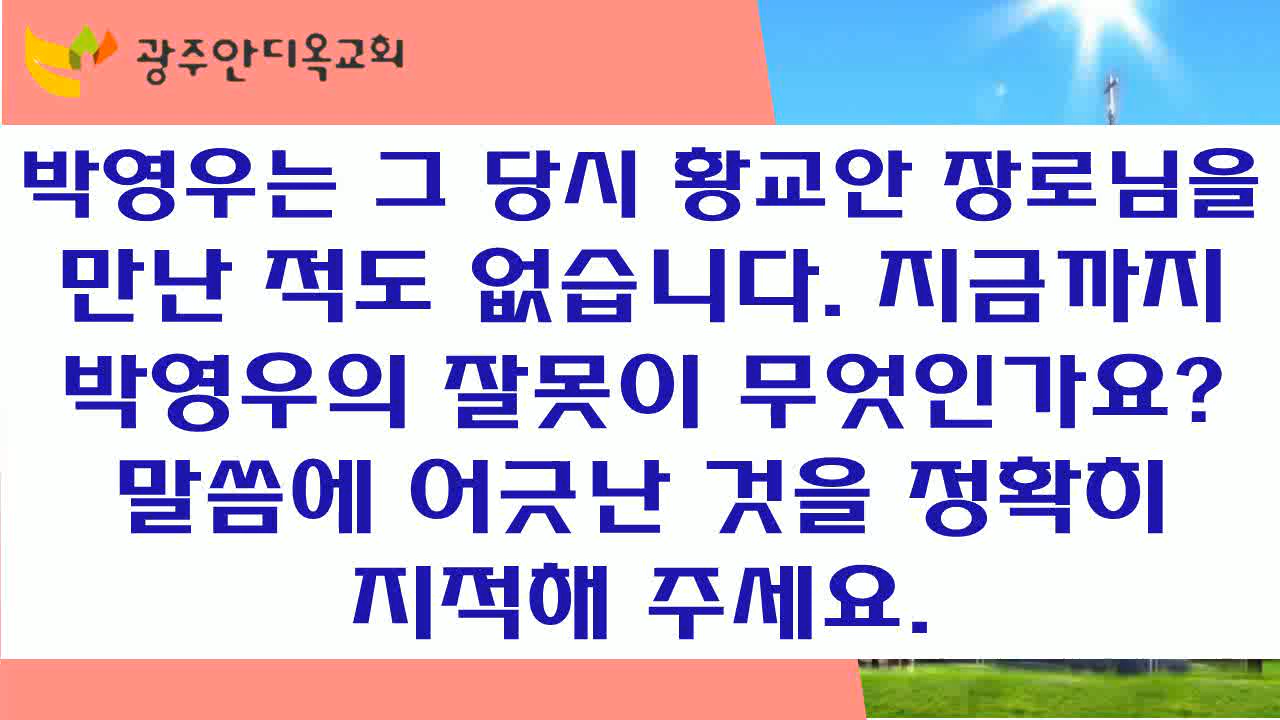 광주안디옥교회
박영우는 그 당시 황교안 장로님을
만난 적도 없습니다. 지금까지
박영우의 잘못이 무엇인가요?
말씀에 어긋난 것을 정확히
지적해 주세요.